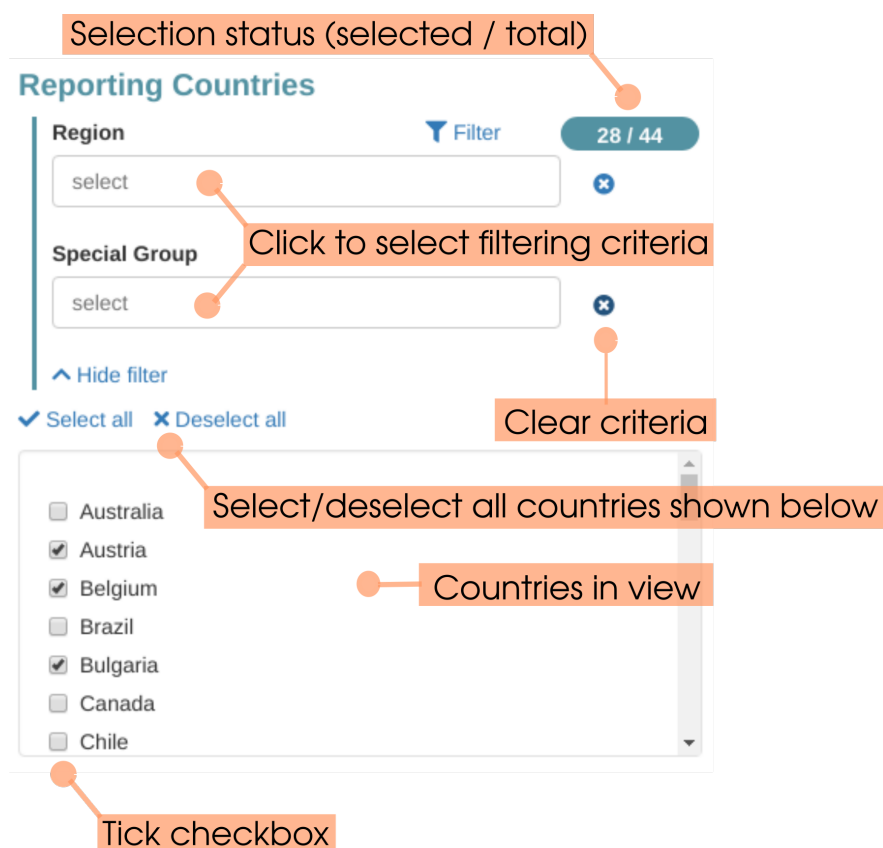 Selection status (selected / total)
Reporting Countries
Region
Filter
28 / 44
select
Click to select filtering criteria
Special Group
select
Hide filter
Clear criteria
Select all
Deselect all
Select/deselect all countries shown below
Australia
Austria
Belgium
Countries in view
Brazil
Bulgaria
Canada
Chile
Tick checkbox